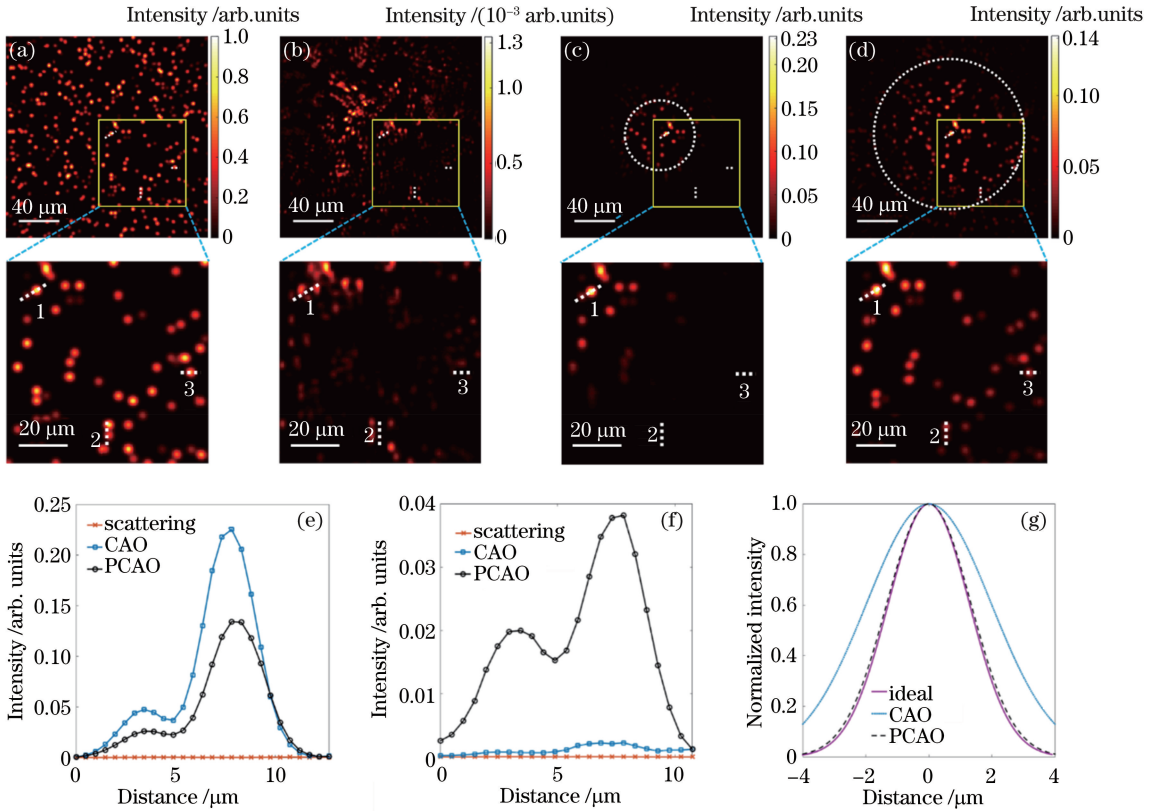 Intensity /arb.units
Intensity /(10⁻³ arb.units)
Intensity /arb.units
Intensity /arb.units
(a)
1.0
0.8
0.6
0.4
0.2
0
40 μm
(b)
1.3
1.0
0.5
0
40 μm
(c)
0.23
0.20
0.15
0.10
0.05
0
40 μm
(d)
0.14
0.10
0.05
0
40 μm
1
2
3
20 μm
1
2
3
20 μm
1
2
3
20 μm
1
2
3
20 μm
(e)
0.25
0.20
0.15
0.10
0.05
0
scattering
CAO
PCAO
Intensity /arb. units
0
5
10
Distance /μm
(f)
0.04
0.03
0.02
0.01
0
scattering
CAO
PCAO
Intensity /arb. units
0
5
10
Distance /μm
(g)
1.0
0.8
0.6
0.4
0.2
0
ideal
CAO
PCAO
Normalized intensity
−4
−2
0
2
4
Distance /μm